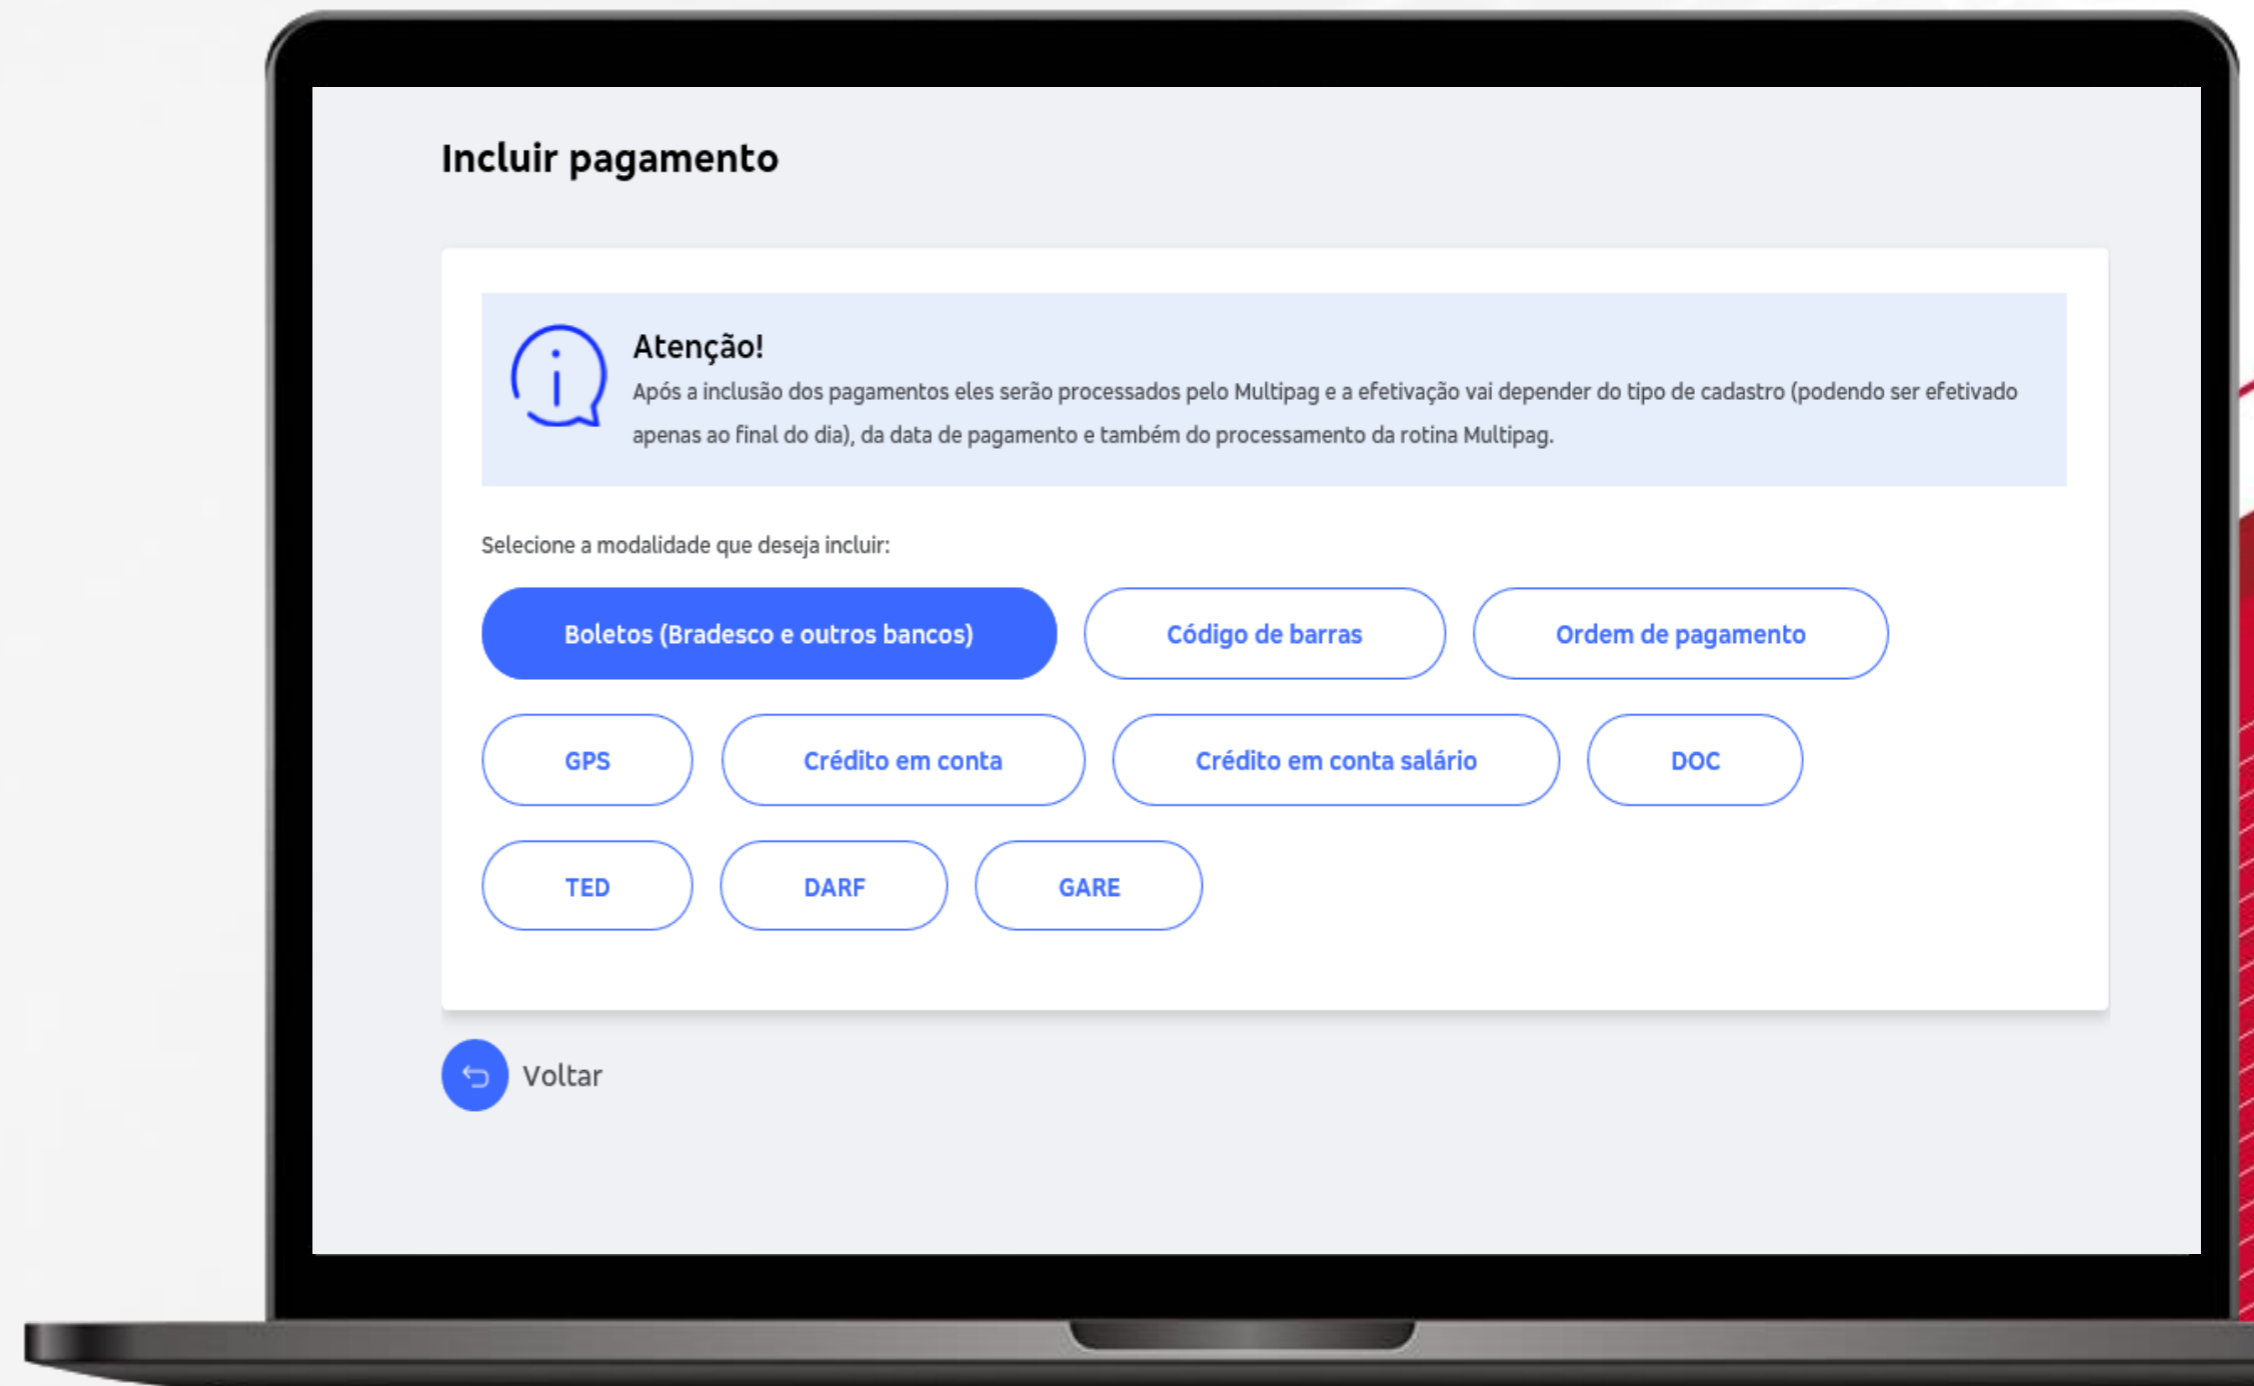 Incluir pagamento
Atenção!
Após a inclusão dos pagamentos eles serão processados pelo Multipag e a efetivação vai depender do tipo de cadastro (podendo ser efetivado
apenas ao final do dia), da data de pagamento e também do processamento da rotina Multipag.
Selecione a modalidade que deseja incluir:
Boletos (Bradesco e outros bancos) Código de barras Ordem de pagamento
GPS Crédito em conta Crédito em conta salário DOC
TED DARF GARE
Voltar